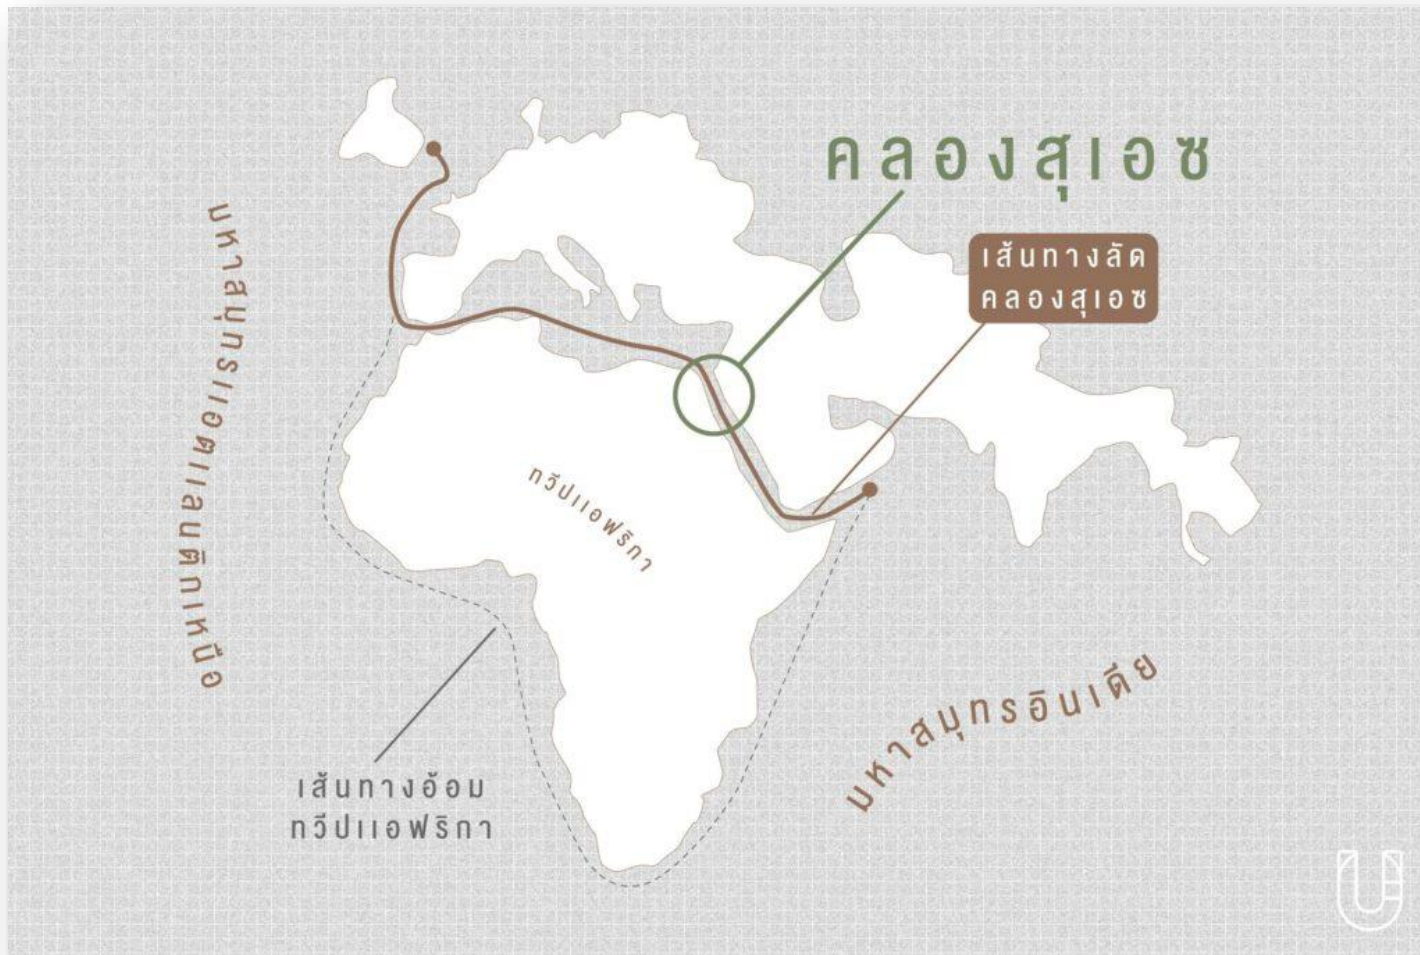 คลองสุเอซ
เส้นทางลัด
คลองสุเอซ
มหาสมุทรแอตแลนติกเหนือ
ทวีปแอฟริกา
มหาสมุทรอินเดีย
เส้นทางอ้อม
ทวีปแอฟริกา